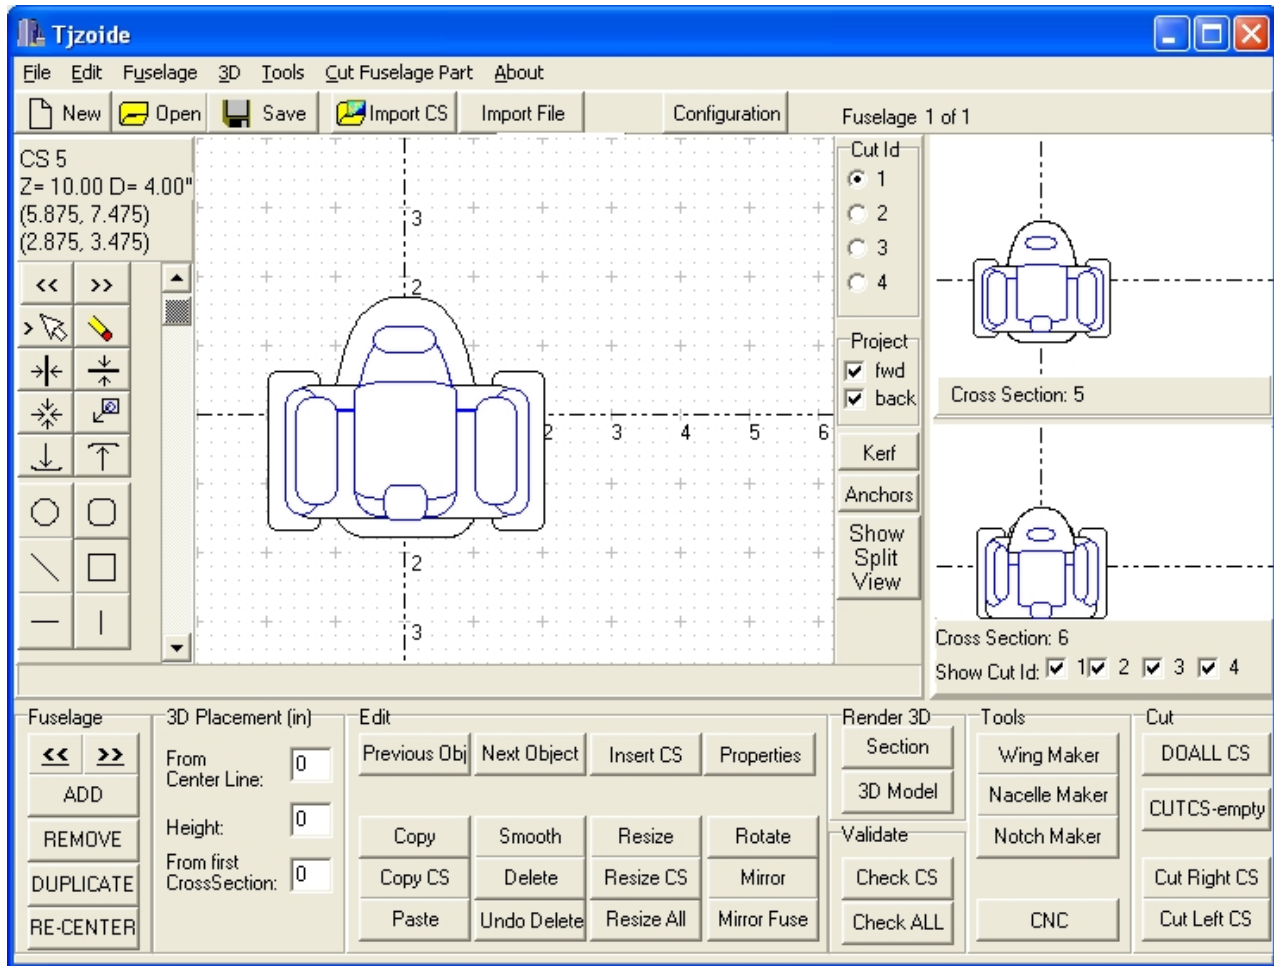 Tjzoide
File Edit Fuselage 3D Tools Cut Fuselage Part About
New Open Save Import CS Import File Configuration Fuselage 1 of 1
CS 5
Z= 10.00 D= 4.00"
(5.875, 7.475)
(2.875, 3.475)
<< >>
3
2
2 3 4 5 6
2
3
Cut Id
1
2
3
4
Project
fwd
back
Kerf
Anchors
Show
Split
View
Cross Section: 5
Cross Section: 6
Show Cut Id: 1 2 3 4
Fuselage
<< >>
ADD
REMOVE
DUPLICATE
RE-CENTER
3D Placement (in)
From
Center Line: 0
Height: 0
From first
CrossSection: 0
Edit
Previous Obj Next Object Insert CS Properties
Copy Smooth Resize Rotate
Copy CS Delete Resize CS Mirror
Paste Undo Delete Resize All Mirror Fuse
Render 3D
Section
3D Model
Validate
Check CS
Check ALL
Tools
Wing Maker
Nacelle Maker
Notch Maker
CNC
Cut
DOALL CS
CUTCS-empty
Cut Right CS
Cut Left CS